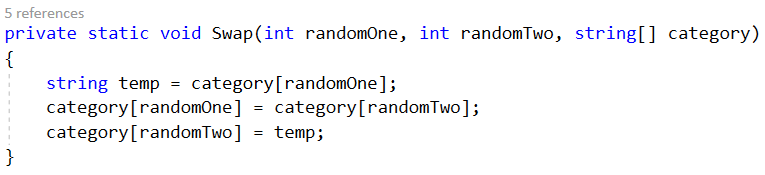 5 references
private static void Swap(int randomOne, int randomTwo, string[] category)
{
    string temp = category[randomOne];
    category[randomOne] = category[randomTwo];
    category[randomTwo] = temp;
}